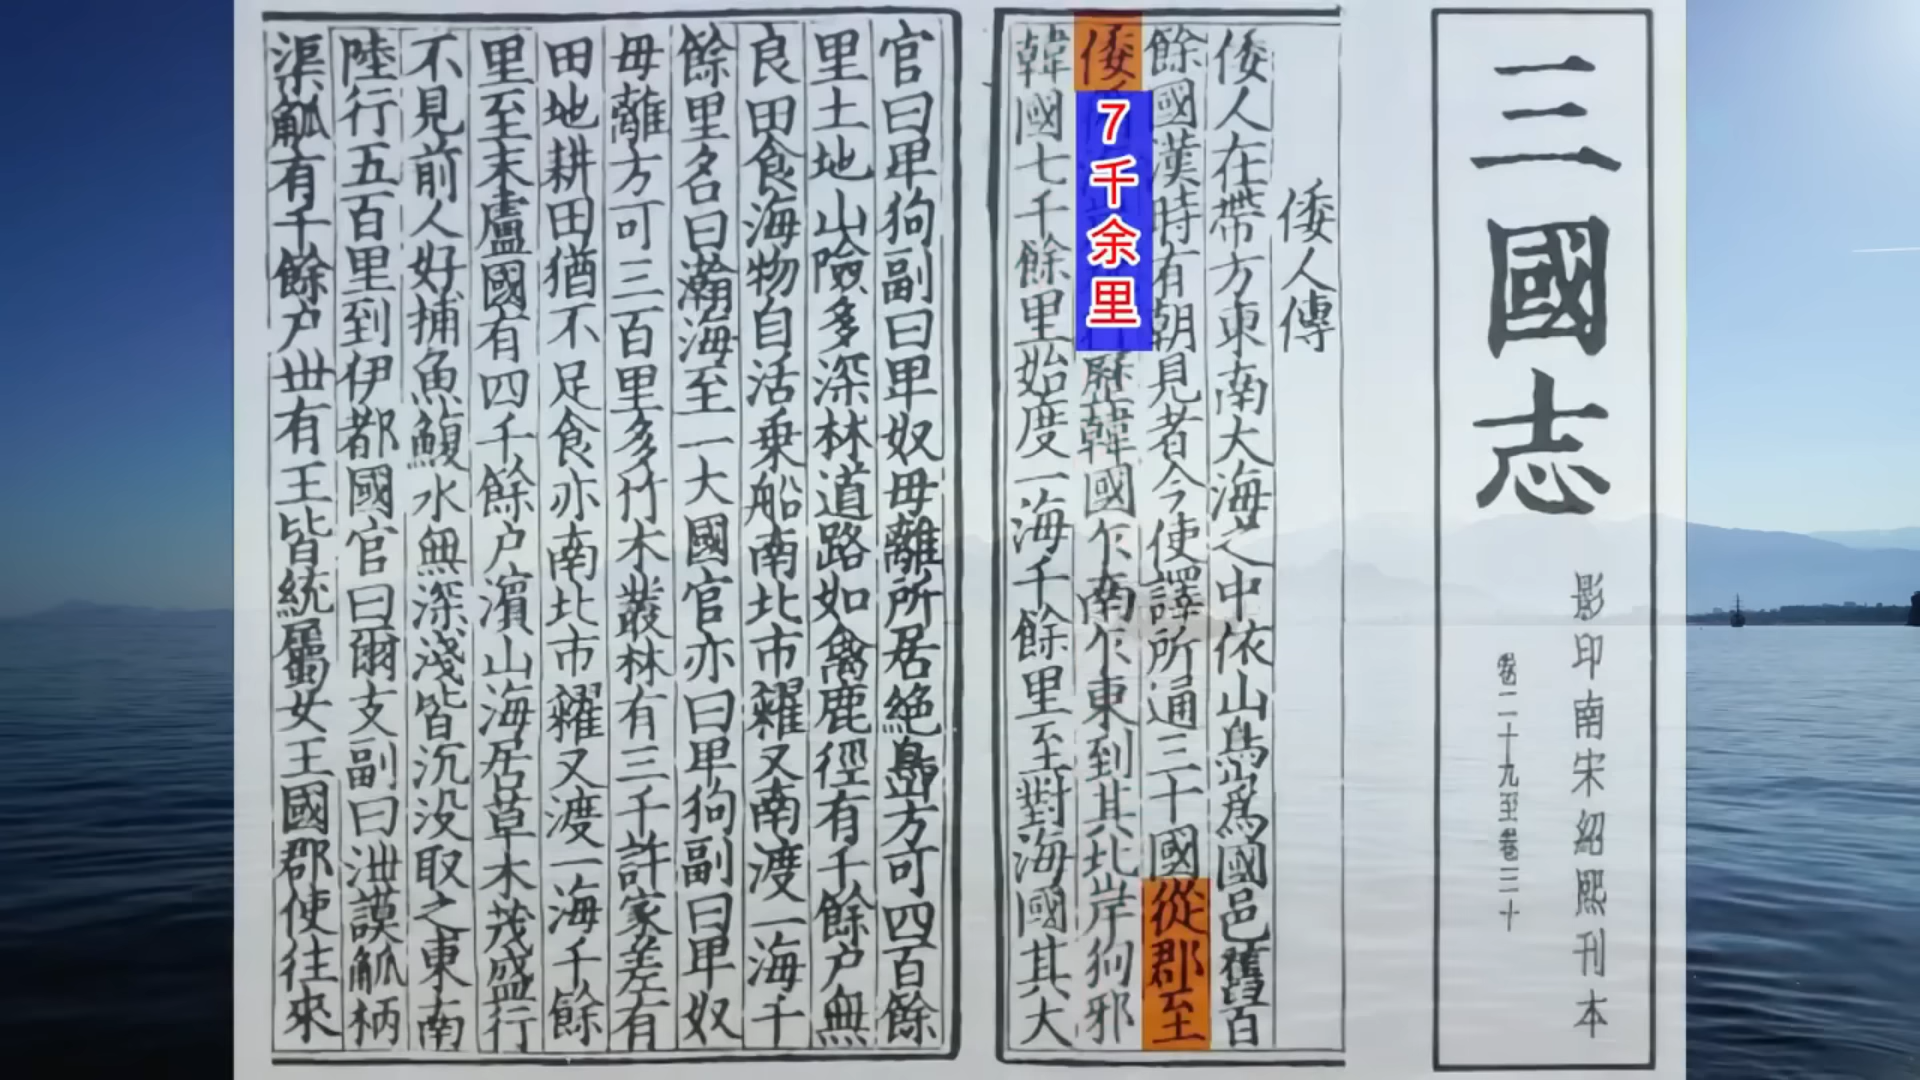 三國志
影印南宋紹熙刊本
卷二十九至卷三十
倭人傳
倭人在帶方東南大海之中依山㠀爲國邑舊百
餘國漢時有朝見者今使譯所通三十國從郡至
倭
7千余里
歷韓國乍南乍東到其北岸狗邪
韓國七千餘里始度一海千餘里至對海國其大
官曰卑狗副曰卑奴毋離所居絶㠀方可四百餘
里土地山險多深林道路如禽鹿徑有千餘户無
良田食海物自活乗船南北市糴又南渡一海千
餘里名曰瀚海至一大國官亦曰卑狗副曰卑奴
毋離方可三百里多竹木叢林有三千許家差有
田地耕田猶不足食亦南北市糴又渡一海千餘
里至末盧國有四千餘户濵山海居草木茂盛行
不見前人好捕魚鰒水無深淺皆沉没取之東南
陸行五百里到伊都國官曰爾支副曰泄謨觚柄
渠觚有千餘户丗有王皆統屬女王國郡使往來